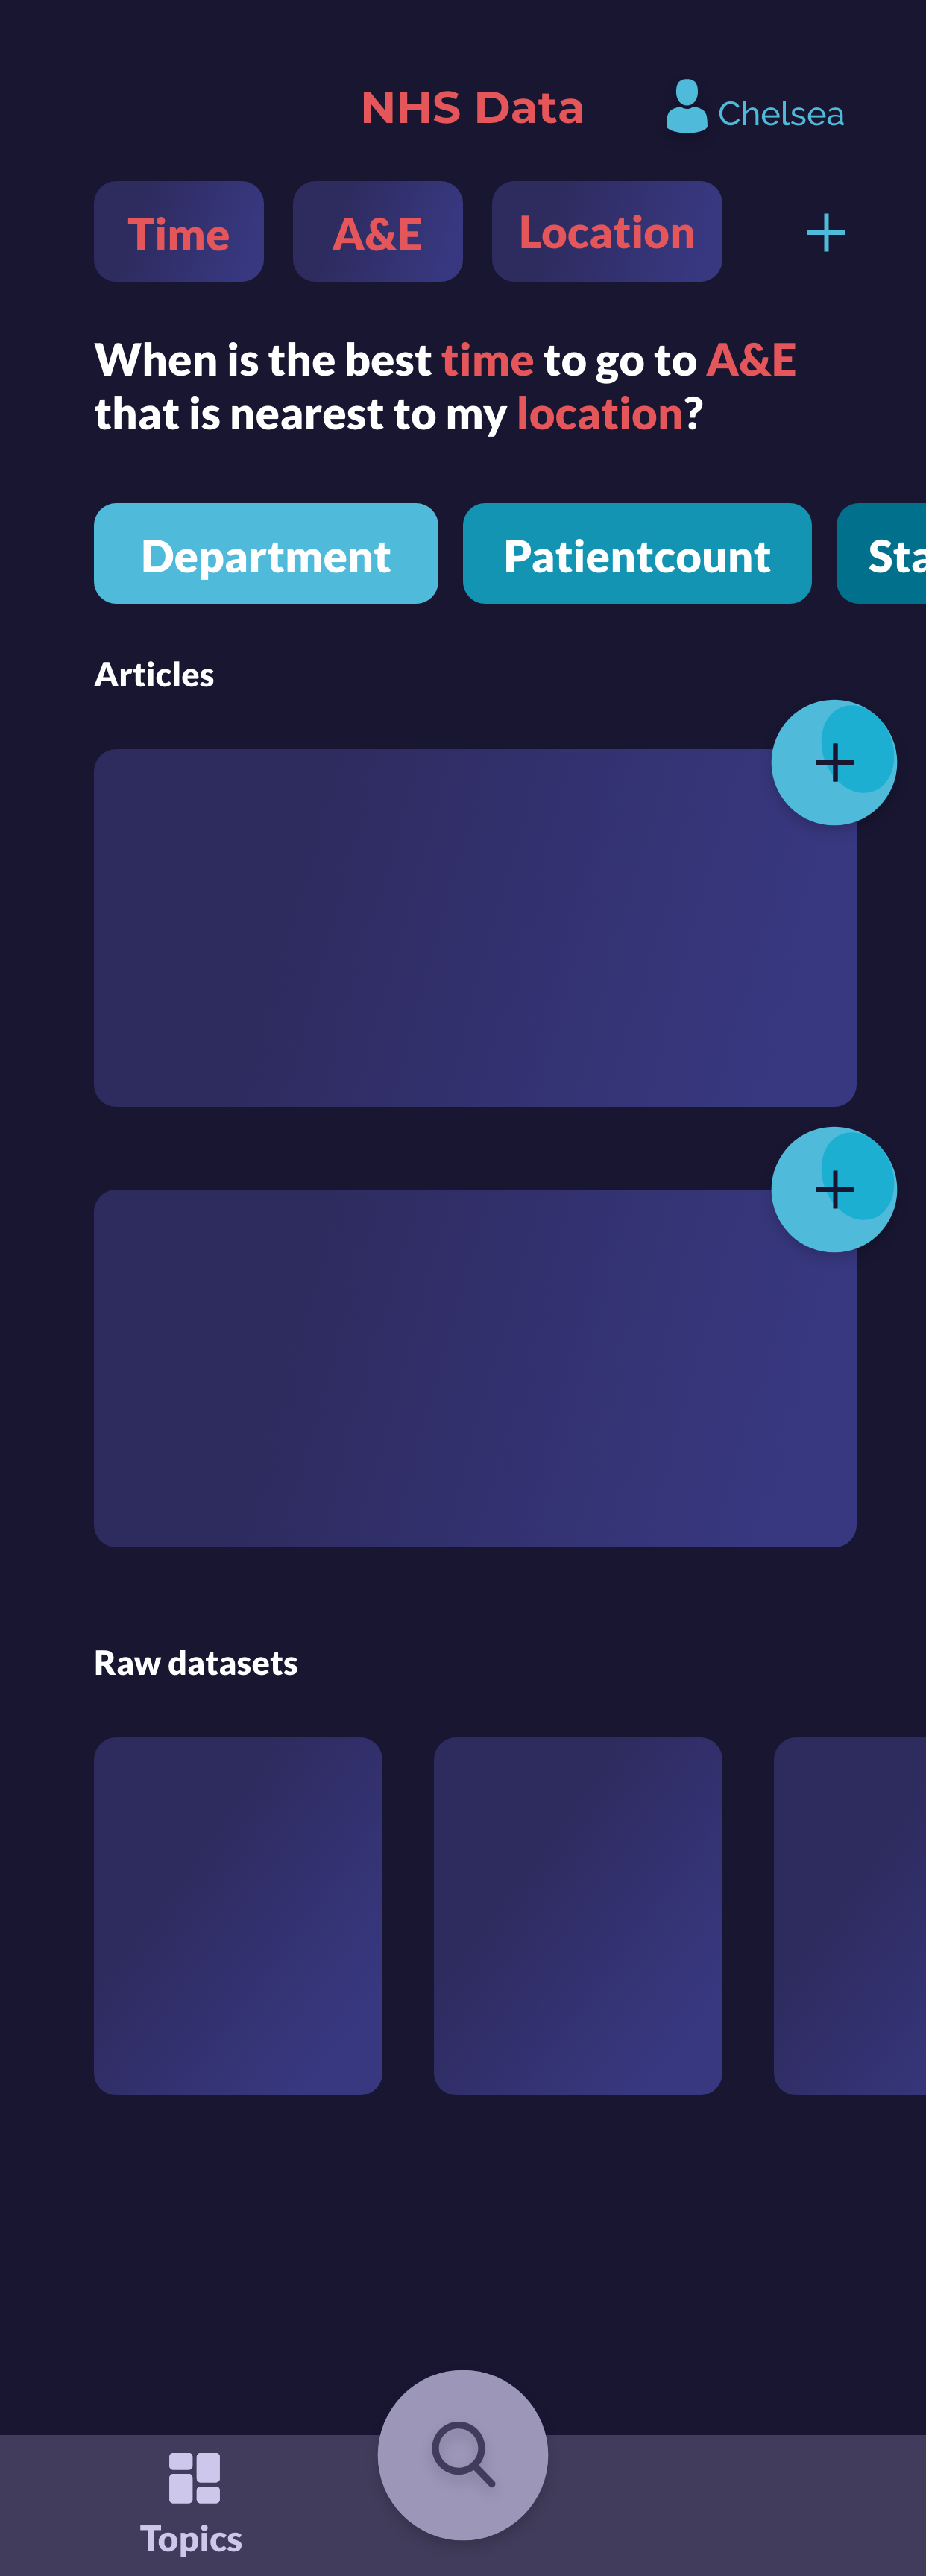 NHS Data
Chelsea
Time
A&E
Location
When is the best time to go to A&E
that is nearest to my location?
Department
Patientcount
Sta
Articles
Raw datasets
Topics